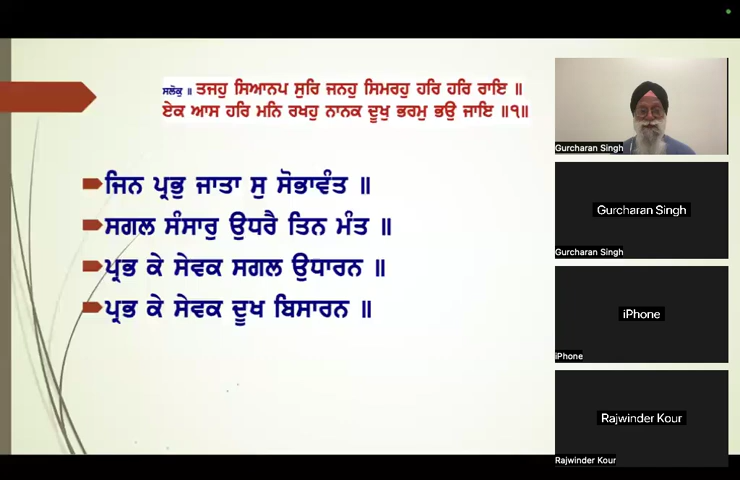 ਸਲੋਕੁ ॥ ਤਜਹੁ ਸਿਆਨਪ ਸੁਰਿ ਜਨਹੁ ਸਿਮਰਹੁ ਹਰਿ ਹਰਿ ਰਾਇ ॥
ਏਕ ਆਸ ਹਰਿ ਮਨਿ ਰਖਹੁ ਨਾਨਕ ਦੂਖੁ ਭਰਮੁ ਭਉ ਜਾਇ ॥੧॥
ਜਿਨ ਪ੍ਰਭੁ ਜਾਤਾ ਸੁ ਸੋਭਾਵੰਤ ॥
ਸਗਲ ਸੰਸਾਰੁ ਉਧਰੈ ਤਿਨ ਮੰਤ ॥
ਪ੍ਰਭ ਕੇ ਸੇਵਕ ਸਗਲ ਉਧਾਰਨ ॥
ਪ੍ਰਭ ਕੇ ਸੇਵਕ ਦੂਖ ਬਿਸਾਰਨ ॥
Gurcharan Singh
Gurcharan Singh
Gurcharan Singh
iPhone
iPhone
Rajwinder Kour
Rajwinder Kour